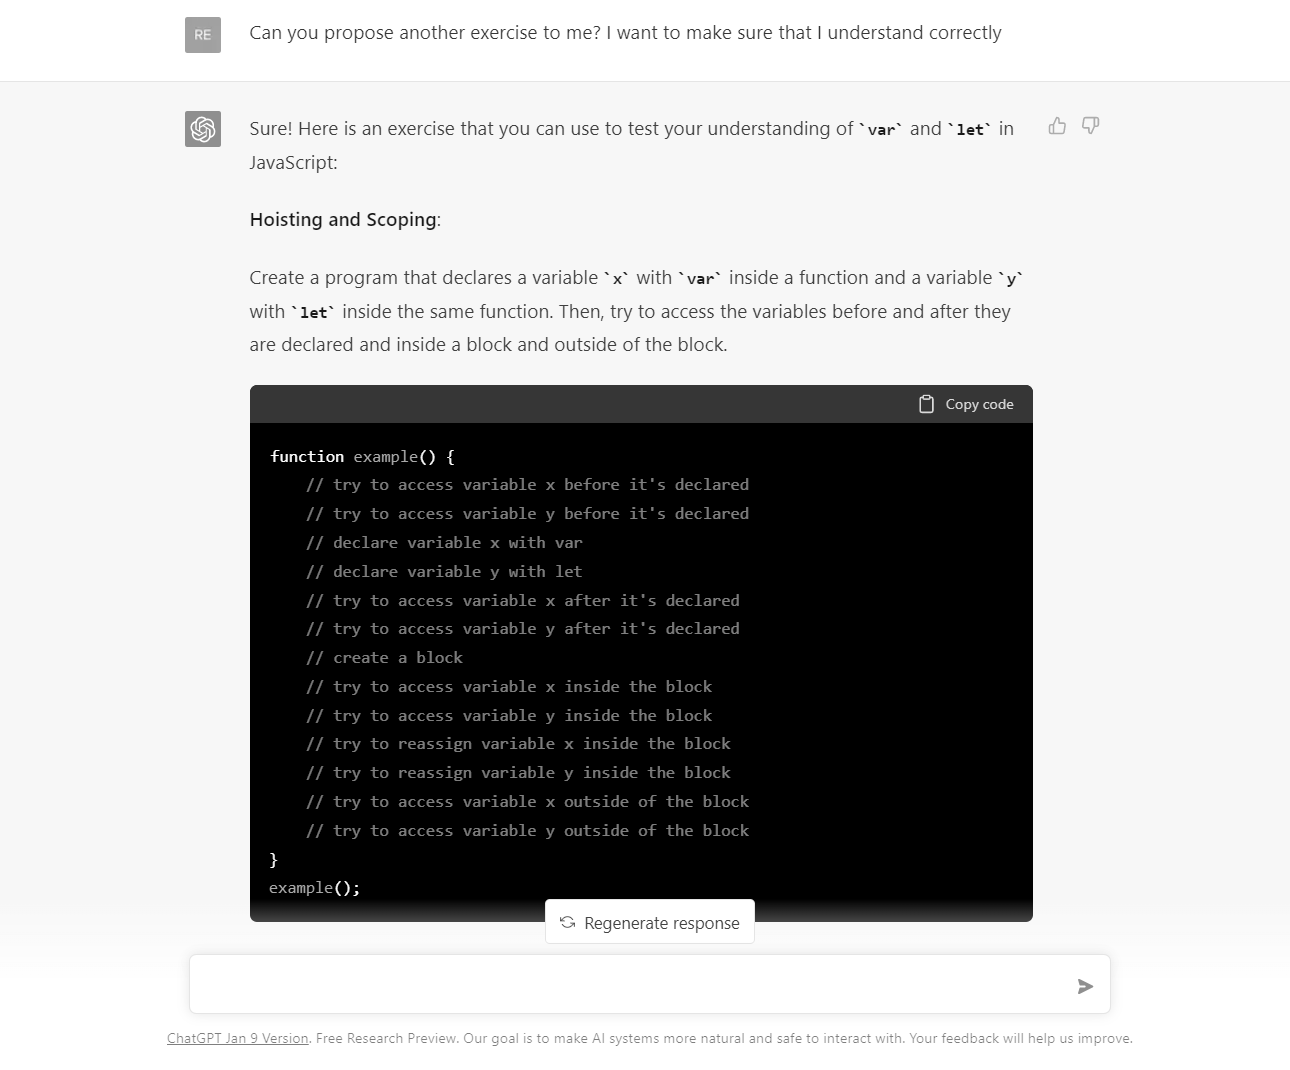 RE
Can you propose another exercise to me? I want to make sure that I understand correctly
Sure! Here is an exercise that you can use to test your understanding of `var` and `let` in
JavaScript:
Hoisting and Scoping:
Create a program that declares a variable `x` with `var` inside a function and a variable `y`
with `let` inside the same function. Then, try to access the variables before and after they
are declared and inside a block and outside of the block.
Copy code
function example() {
    // try to access variable x before it's declared
    // try to access variable y before it's declared
    // declare variable x with var
    // declare variable y with let
    // try to access variable x after it's declared
    // try to access variable y after it's declared
    // create a block
    // try to access variable x inside the block
    // try to access variable y inside the block
    // try to reassign variable x inside the block
    // try to reassign variable y inside the block
    // try to access variable x outside of the block
    // try to access variable y outside of the block
}
example();
Regenerate response
ChatGPT Jan 9 Version. Free Research Preview. Our goal is to make AI systems more natural and safe to interact with. Your feedback will help us improve.